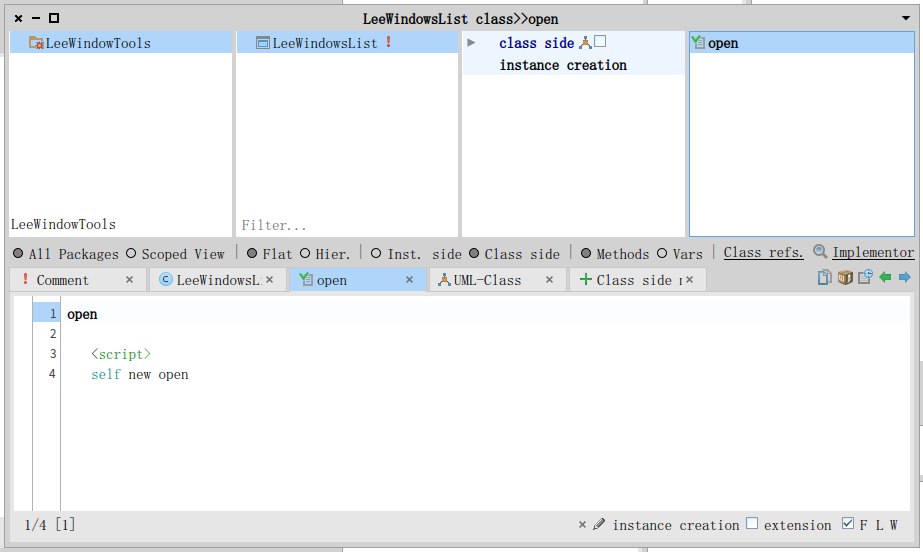 LeeWindowsList class>>open
LeeWindowTools
LeeWindowsList !
class side
instance creation
open
LeeWindowTools
Filter...
All Packages Scoped View | Flat Hier. | Inst. side Class side | Methods Vars | Class refs. Implementor
! Comment × LeeWindowsL × open × UML-Class × Class side r ×
1 open
2
3 <script>
4 self new open
1/4 [1] × instance creation extension F L W